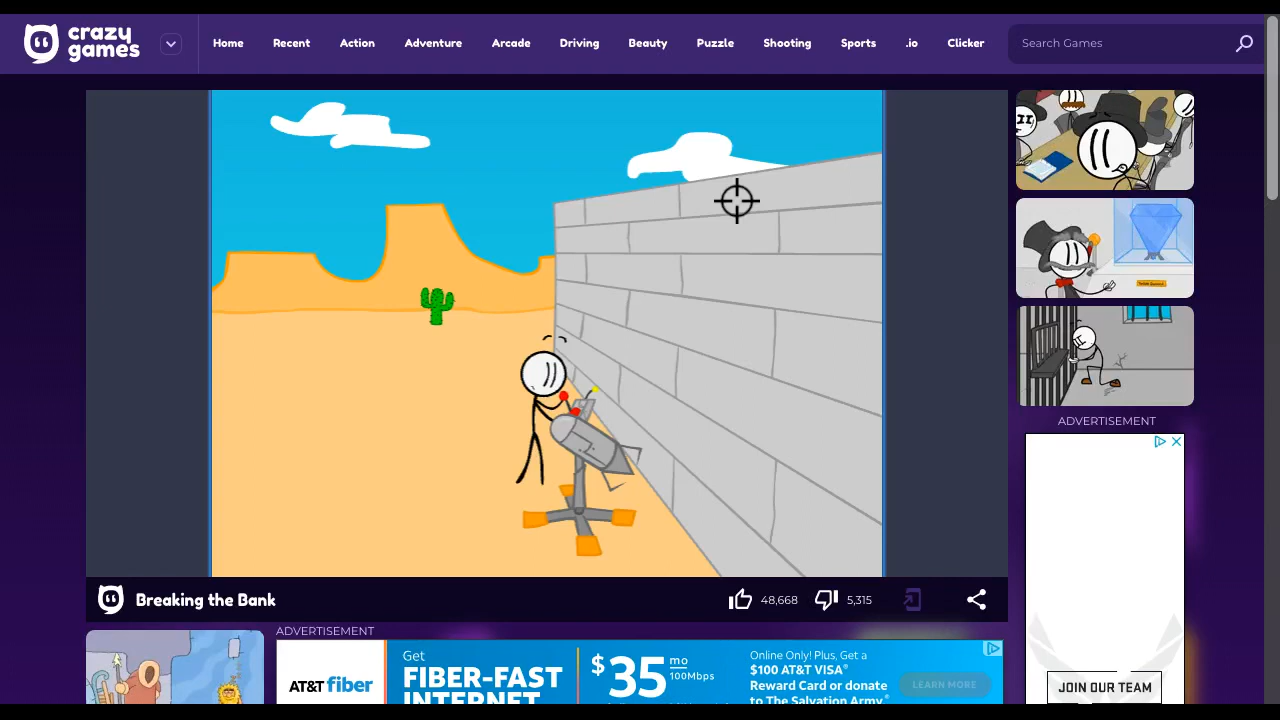 crazy games
Home
Recent
Action
Adventure
Arcade
Driving
Beauty
Puzzle
Shooting
Sports
.io
Clicker
Search Games
ADVERTISEMENT
Breaking the Bank
48,668
5,315
ADVERTISEMENT
AT&T fiber
Get
FIBER-FAST
INTERNET
$35 mo
100Mbps
Online Only! Plus, Get a
$100 AT&T VISA®
Reward Card or donate
to The Salvation Army.®
LEARN MORE
JOIN OUR TEAM